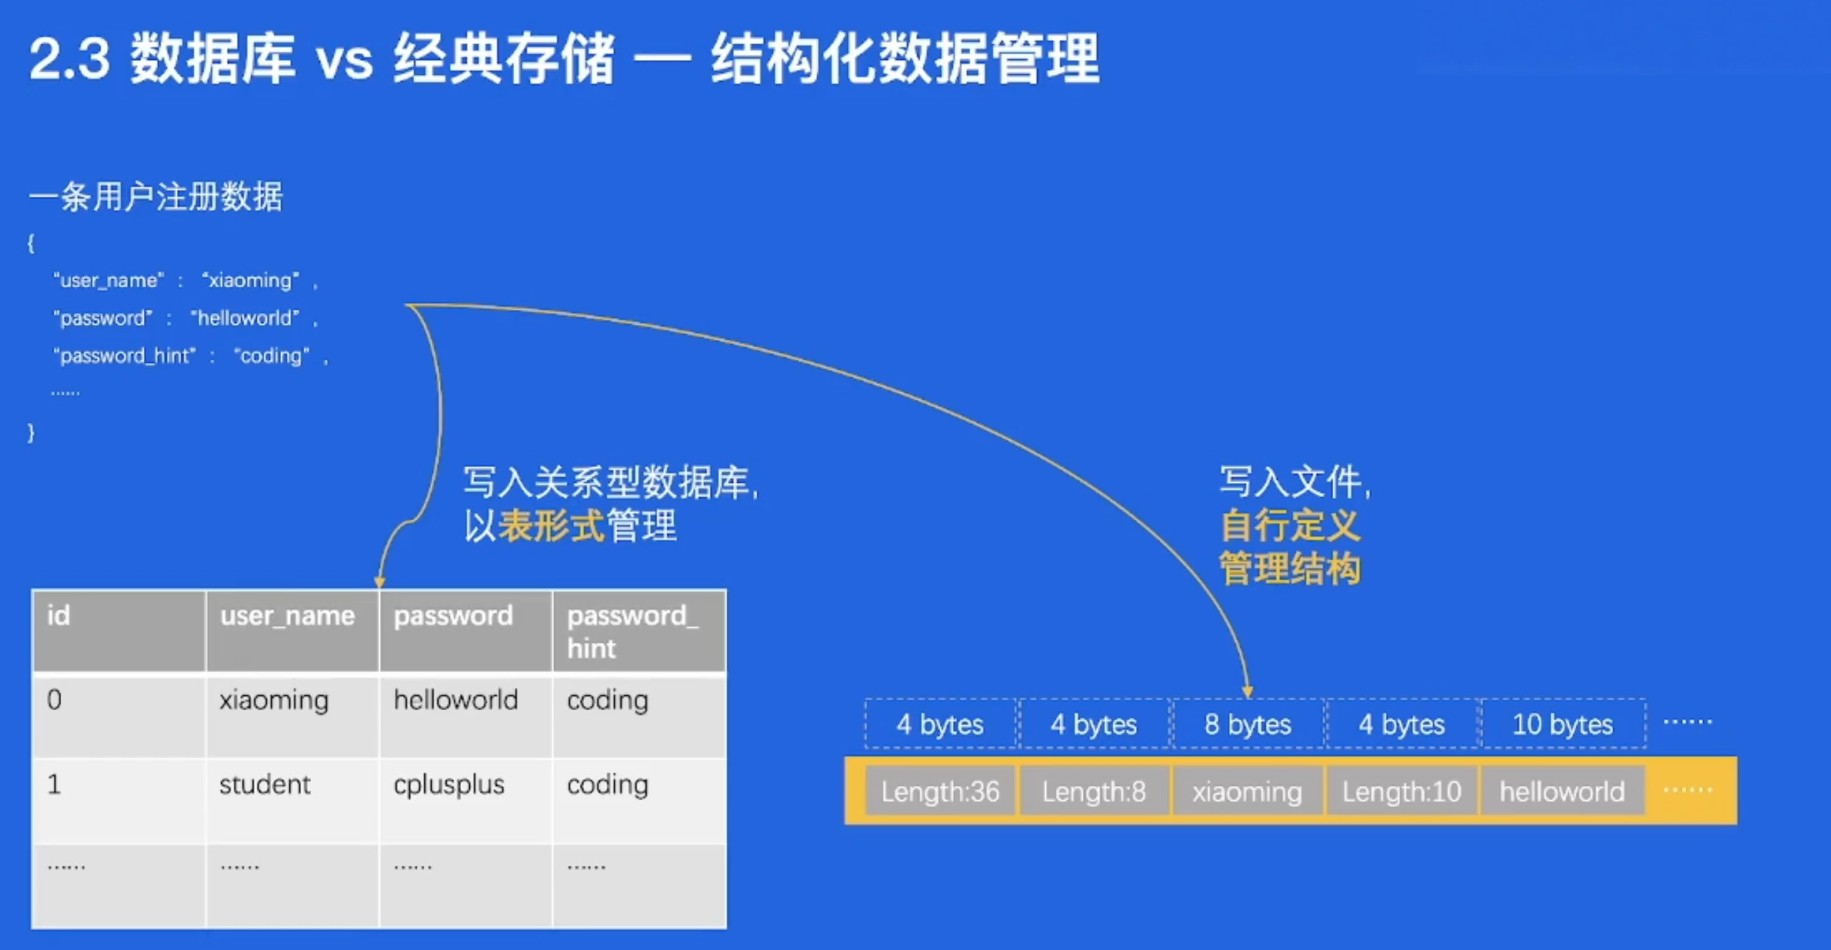 2.3 数据库 vs 经典存储 — 结构化数据管理
一条用户注册数据
{
“user_name” : “xiaoming” ,
“password” : “helloworld” ,
“password_hint” : “coding” ,
......
}
写入关系型数据库,
以表形式管理
写入文件,
自行定义
管理结构
id user_name password password_
hint
0 xiaoming helloworld coding
1 student cplusplus coding
...... ...... ...... ......
4 bytes 4 bytes 8 bytes 4 bytes 10 bytes ......
Length:36 Length:8 xiaoming Length:10 helloworld ......